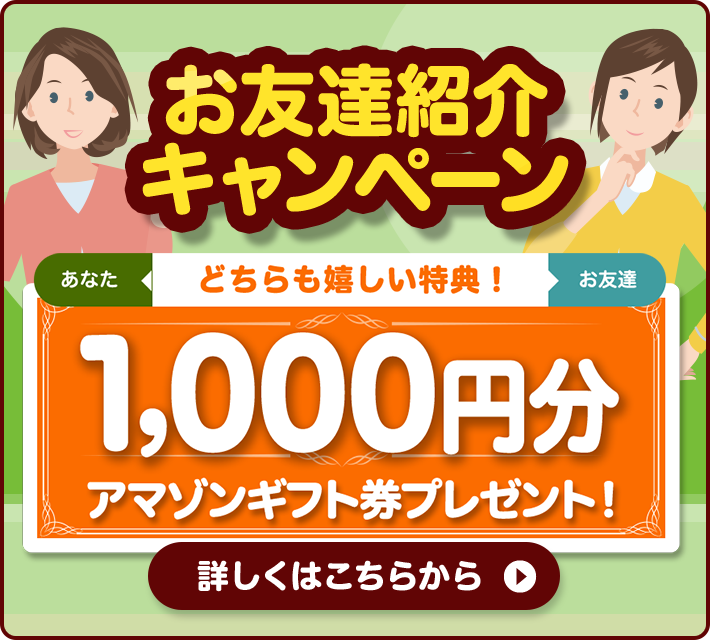 お友達紹介
キャンペーン
あなた
どちらも嬉しい特典！
お友達
1,000円分
アマゾンギフト券プレゼント！
詳しくはこちらから